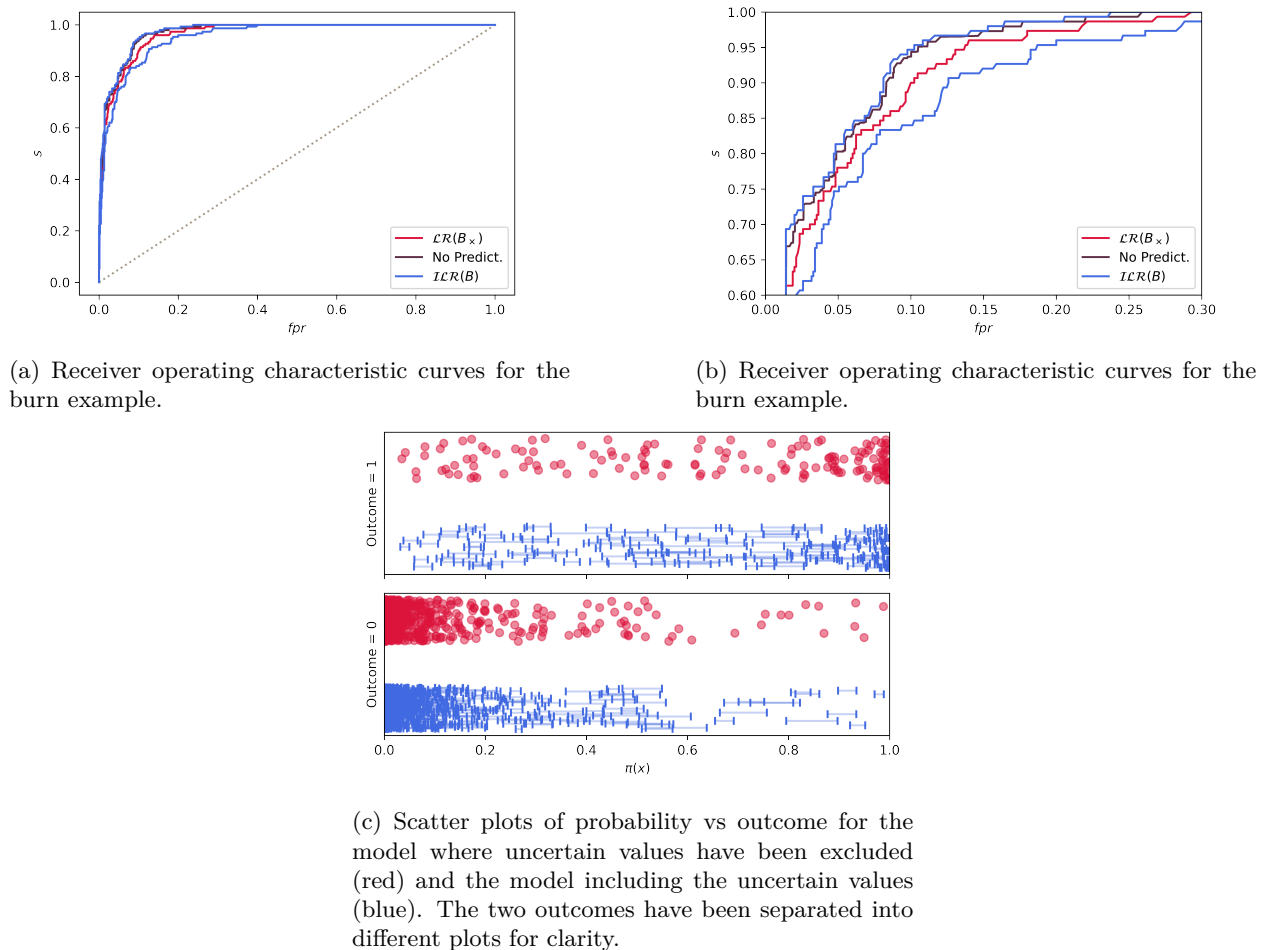 1.0
0.8
0.6
0.4
0.2
0.0
s
0.0 0.2 0.4 0.6 0.8 1.0
fpr
ℒℛ(B×)
No Predict.
ℐℒℛ(B)
1.00
0.95
0.90
0.85
0.80
0.75
0.70
0.65
0.60
s
0.00 0.05 0.10 0.15 0.20 0.25 0.30
fpr
ℒℛ(B×)
No Predict.
ℐℒℛ(B)
(a) Receiver operating characteristic curves for the
burn example.
(b) Receiver operating characteristic curves for the
burn example.
Outcome = 1
Outcome = 0
0.0 0.2 0.4 0.6 0.8 1.0
π(x)
(c) Scatter plots of probability vs outcome for the
model where uncertain values have been excluded
(red) and the model including the uncertain values
(blue). The two outcomes have been separated into
different plots for clarity.